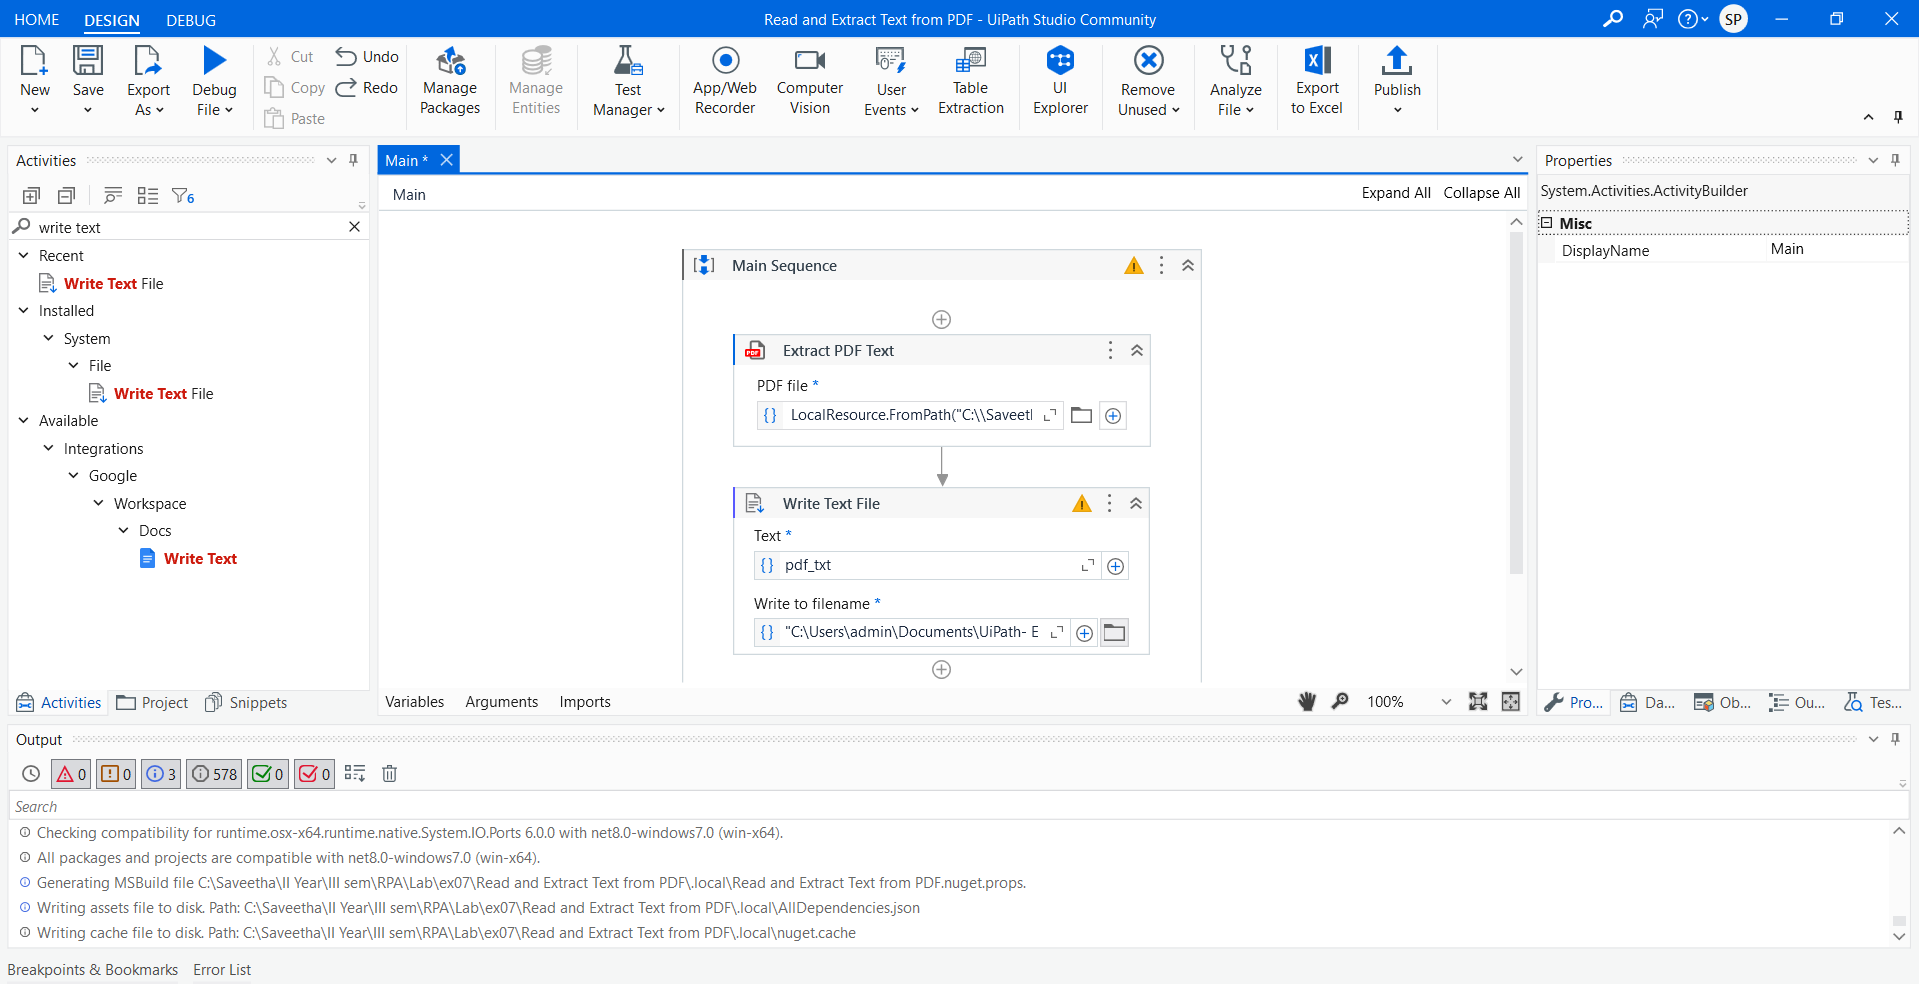 HOME DESIGN DEBUG
Read and Extract Text from PDF - UiPath Studio Community
SP
New
Save
Export As
Debug File
Cut
Copy
Paste
Undo
Redo
Manage Packages
Manage Entities
Test Manager
App/Web Recorder
Computer Vision
User Events
Table Extraction
UI Explorer
Remove Unused
Analyze File
Export to Excel
Publish
Activities
6
write text
Recent
Write Text File
Installed
System
File
Write Text File
Available
Integrations
Google
Workspace
Docs
Write Text
Activities Project Snippets
Main *
Main
Expand All Collapse All
Main Sequence
Extract PDF Text
PDF file *
LocalResource.FromPath("C:\\Saveetl
Write Text File
Text *
pdf_txt
Write to filename *
"C:\Users\admin\Documents\UiPath- E
Variables Arguments Imports
100%
Properties
System.Activities.ActivityBuilder
Misc
DisplayName Main
Pro... Da... Ob... Ou... Tes...
Output
0 0 3 578 0 0
Search
Checking compatibility for runtime.osx-x64.runtime.native.System.IO.Ports 6.0.0 with net8.0-windows7.0 (win-x64).
All packages and projects are compatible with net8.0-windows7.0 (win-x64).
Generating MSBuild file C:\Saveetha\II Year\III sem\RPA\Lab\ex07\Read and Extract Text from PDF\.local\Read and Extract Text from PDF.nuget.props.
Writing assets file to disk. Path: C:\Saveetha\II Year\III sem\RPA\Lab\ex07\Read and Extract Text from PDF\.local\AllDependencies.json
Writing cache file to disk. Path: C:\Saveetha\II Year\III sem\RPA\Lab\ex07\Read and Extract Text from PDF\.local\nuget.cache
Breakpoints & Bookmarks Error List